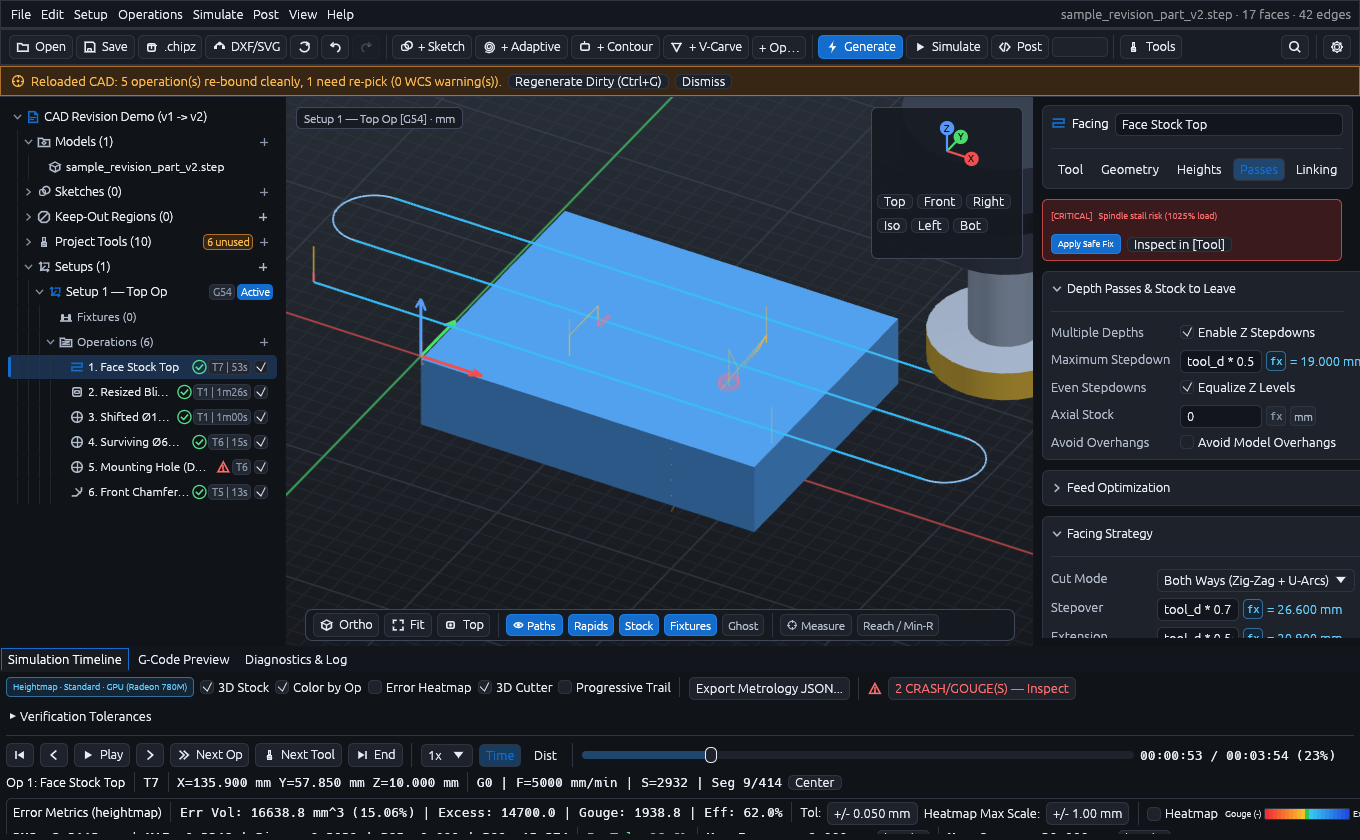 File Edit Setup Operations Simulate Post View Help
sample_revision_part_v2.step · 17 faces · 42 edges
Open Save .chipz DXF/SVG + Sketch + Adaptive + Contour + V-Carve + Op... Generate Simulate Post Tools
Reloaded CAD: 5 operation(s) re-bound cleanly, 1 need re-pick (0 WCS warning(s)). Regenerate Dirty (Ctrl+G) Dismiss
CAD Revision Demo (v1 -> v2)
Models (1) +
sample_revision_part_v2.step
Sketches (0) +
Keep-Out Regions (0) +
Project Tools (10) 6 unused +
Setups (1) +
Setup 1 — Top Op G54 Active
Fixtures (0)
Operations (6) +
1. Face Stock Top T7 | 53s
2. Resized Bli... T1 | 1m26s
3. Shifted Ø1... T1 | 1m00s
4. Surviving Ø6... T6 | 15s
5. Mounting Hole (D... T6
6. Front Chamfer... T5 | 13s
Setup 1 — Top Op [G54] · mm
Z
Y
X
Top Front Right
Iso Left Bot
Ortho Fit Top Paths Rapids Stock Fixtures Ghost Measure Reach / Min-R
Facing Face Stock Top
Tool Geometry Heights Passes Linking
[CRITICAL] Spindle stall risk (1025% load)
Apply Safe Fix Inspect in [Tool]
Depth Passes & Stock to Leave
Multiple Depths Enable Z Stepdowns
Maximum Stepdown tool_d * 0.5 fx = 19.000 mm
Even Stepdowns Equalize Z Levels
Axial Stock 0 fx mm
Avoid Overhangs Avoid Model Overhangs
Feed Optimization
Facing Strategy
Cut Mode Both Ways (Zig-Zag + U-Arcs)
Stepover tool_d * 0.7 fx = 26.600 mm
Extension tool_d * 0.5 fx = 20.900 mm
Simulation Timeline G-Code Preview Diagnostics & Log
Heightmap · Standard · GPU (Radeon 780M) 3D Stock Color by Op Error Heatmap 3D Cutter Progressive Trail Export Metrology JSON... 2 CRASH/GOUGE(S) — Inspect
Verification Tolerances
Play Next Op Next Tool End 1x Time Dist 00:00:53 / 00:03:54 (23%)
Op 1: Face Stock Top T7 X=135.900 mm Y=57.850 mm Z=10.000 mm G0 | F=5000 mm/min | S=2932 | Seg 9/414 Center
Error Metrics (heightmap) Err Vol: 16638.8 mm^3 (15.06%) | Excess: 14700.0 | Gouge: 1938.8 | Eff: 62.0% Tol: +/- 0.050 mm Heatmap Max Scale: +/- 1.00 mm Heatmap Gouge (-)